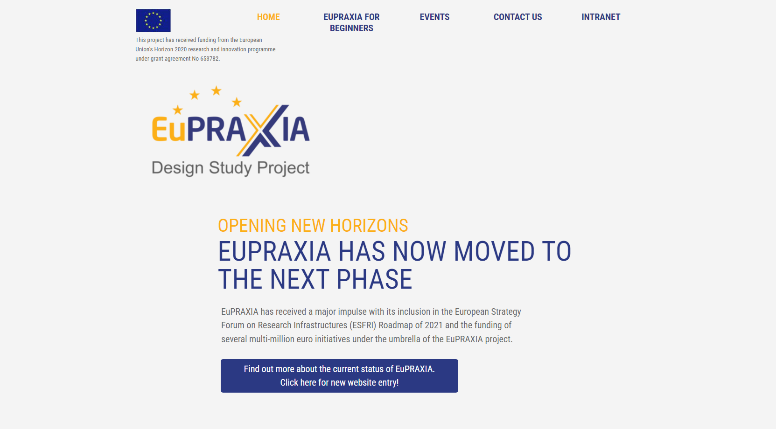 HOME
EUPRAXIA FOR
BEGINNERS
EVENTS
CONTACT US
INTRANET
This project has received funding from the European
Union's Horizon 2020 research and innovation programme
under grant agreement No 653782.
EuPRAXIA
Design Study Project
OPENING NEW HORIZONS
EUPRAXIA HAS NOW MOVED TO
THE NEXT PHASE
EuPRAXIA has received a major impulse with its inclusion in the European Strategy
Forum on Research Infrastructures (ESFRI) Roadmap of 2021 and the funding of
several multi-million euro initiatives under the umbrella of the EuPRAXIA project.
Find out more about the current status of EuPRAXIA.
Click here for new website entry!